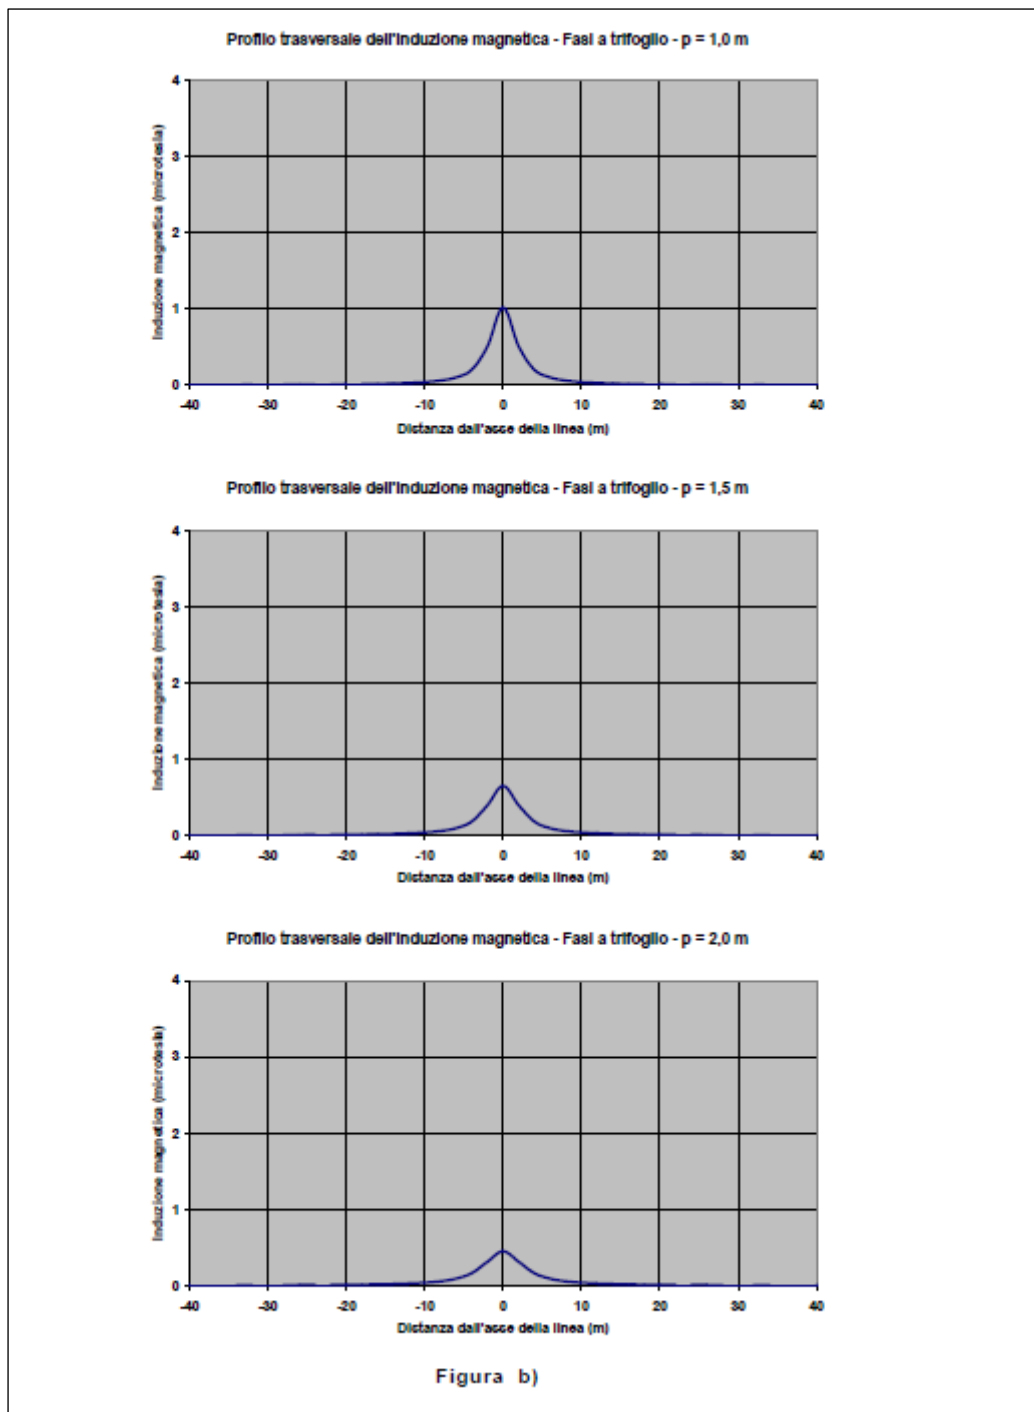 Profilo trasversale dell'induzione magnetica - Fasi a trifoglio - p = 1,0 m
Induzione magnetica (microtesla)
4
3
2
1
0
-40 -30 -20 -10 0 10 20 30 40
Distanza dall'asse della linea (m)
Profilo trasversale dell'induzione magnetica - Fasi a trifoglio - p = 1,5 m
Induzione magnetica (microtesla)
4
3
2
1
0
-40 -30 -20 -10 0 10 20 30 40
Distanza dall'asse della linea (m)
Profilo trasversale dell'induzione magnetica - Fasi a trifoglio - p = 2,0 m
Induzione magnetica (microtesla)
4
3
2
1
0
-40 -30 -20 -10 0 10 20 30 40
Distanza dall'asse della linea (m)
Figura b)